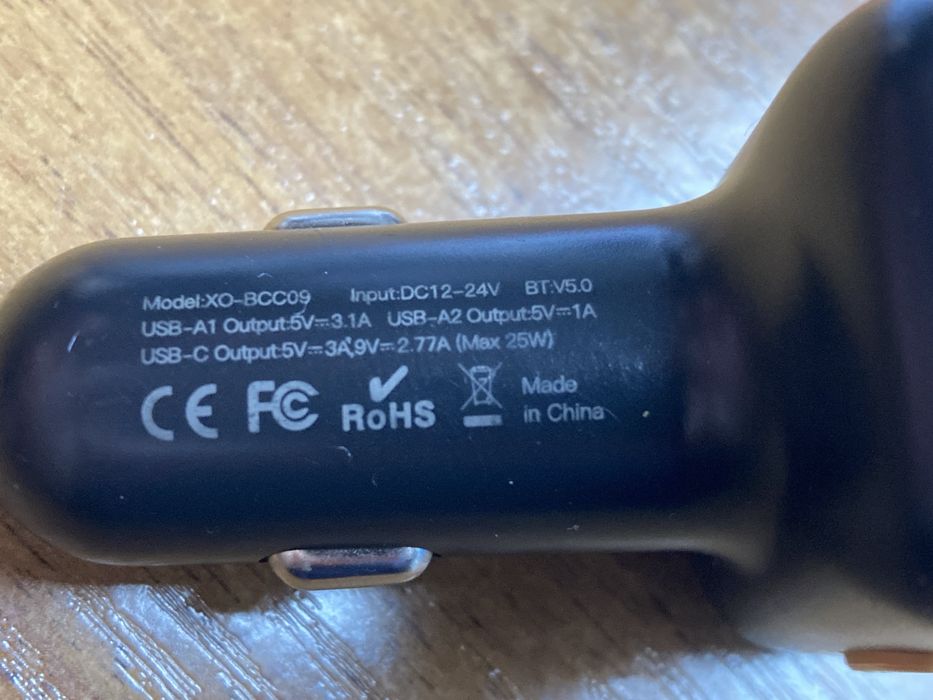 Model:XO-BCC09 Input:DC12-24V BT:V5.0
USB-A1 Output:5V⎓3.1A USB-A2 Output:5V⎓1A
USB-C Output:5V⎓3A,9V⎓2.77A (Max 25W)
CE FC RoHS Made
in China